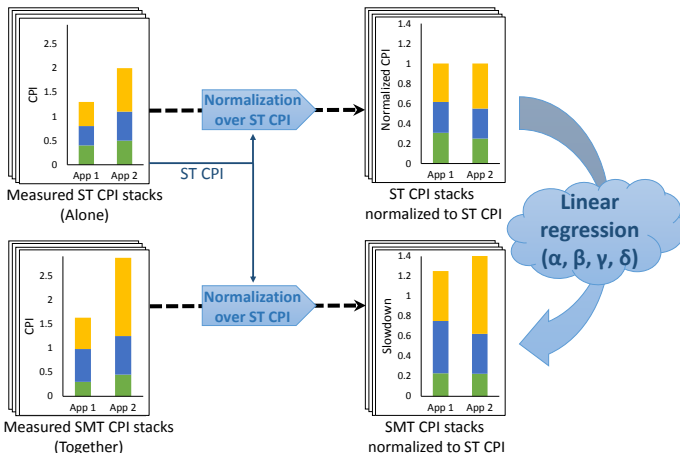 2.5
2
1.5
1
0.5
0
CPI
App 1 App 2
Measured ST CPI stacks
(Alone)
Normalization
over ST CPI
ST CPI
1.4
1.2
1
0.8
0.6
0.4
0.2
0
Normalized CPI
App 1 App 2
ST CPI stacks
normalized to ST CPI
Linear
regression
(α, β, γ, δ)
2.5
2
1.5
1
0.5
0
CPI
App 1 App 2
Measured SMT CPI stacks
(Together)
Normalization
over ST CPI
1.4
1.2
1
0.8
0.6
0.4
0.2
0
Slowdown
App 1 App 2
SMT CPI stacks
normalized to ST CPI